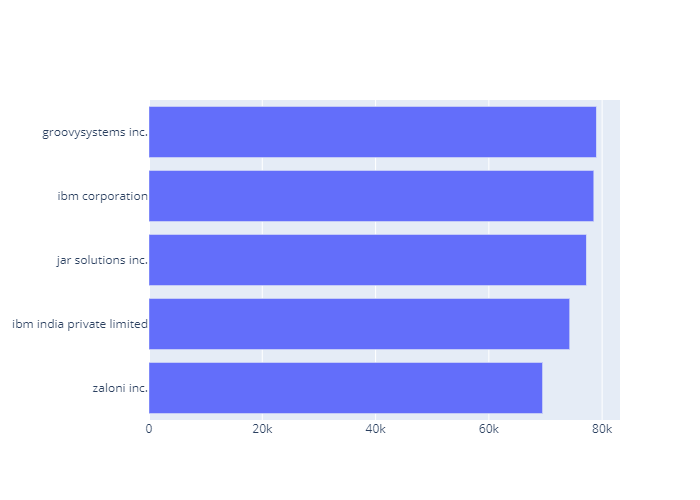 groovysystems inc.
ibm corporation
jar solutions inc.
ibm india private limited
zaloni inc.
0 20k 40k 60k 80k